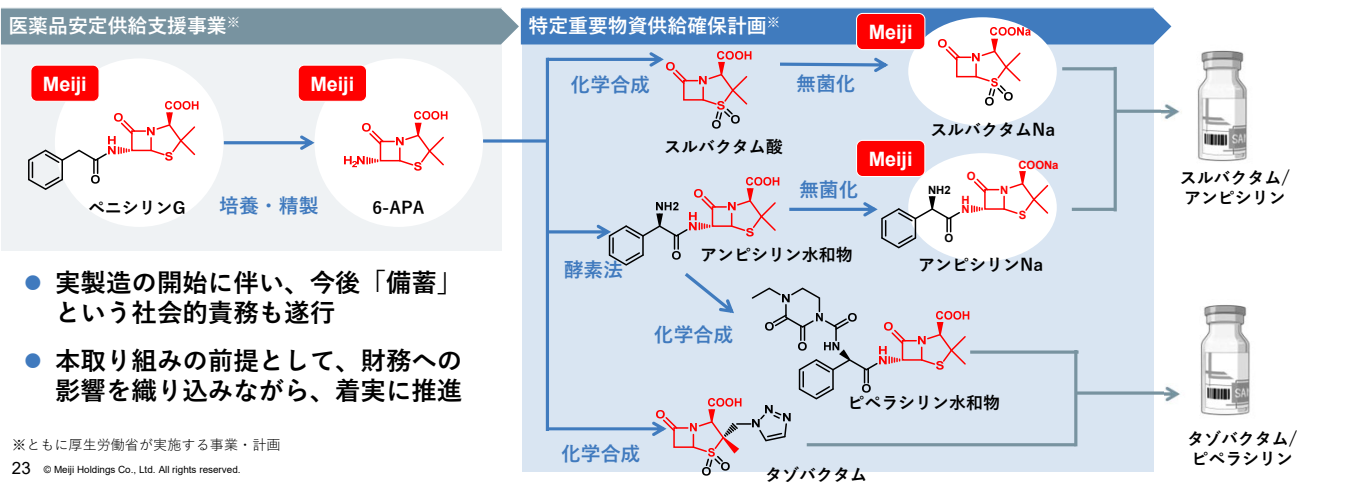 医薬品安定供給支援事業※
特定重要物資供給確保計画※
Meiji
COOH
O
N
H
HN
S
O
ペニシリンG
培養・精製
Meiji
COOH
O
N
H₂N
S
6-APA
化学合成
COOH
O
N
S
O
O
スルバクタム酸
無菌化
Meiji
COONa
O
N
S
O
O
スルバクタムNa
酵素法
NH2
H
N
O
O
N
COOH
S
アンピシリン水和物
無菌化
Meiji
NH2
H
N
O
O
N
COONa
S
アンピシリンNa
SAN
スルバクタム/
アンピシリン
化学合成
N
N
O
O
O
HN
H
N
O
O
N
COOH
S
ピペラシリン水和物
化学合成
COOH
O
N
S
O
O
N
N
N
タゾバクタム
SAN
タゾバクタム/
ピペラシリン
● 実製造の開始に伴い、今後「備蓄」
という社会的責務も遂行
● 本取り組みの前提として、財務への
影響を織り込みながら、着実に推進
※ともに厚生労働省が実施する事業・計画
23 © Meiji Holdings Co., Ltd. All rights reserved.